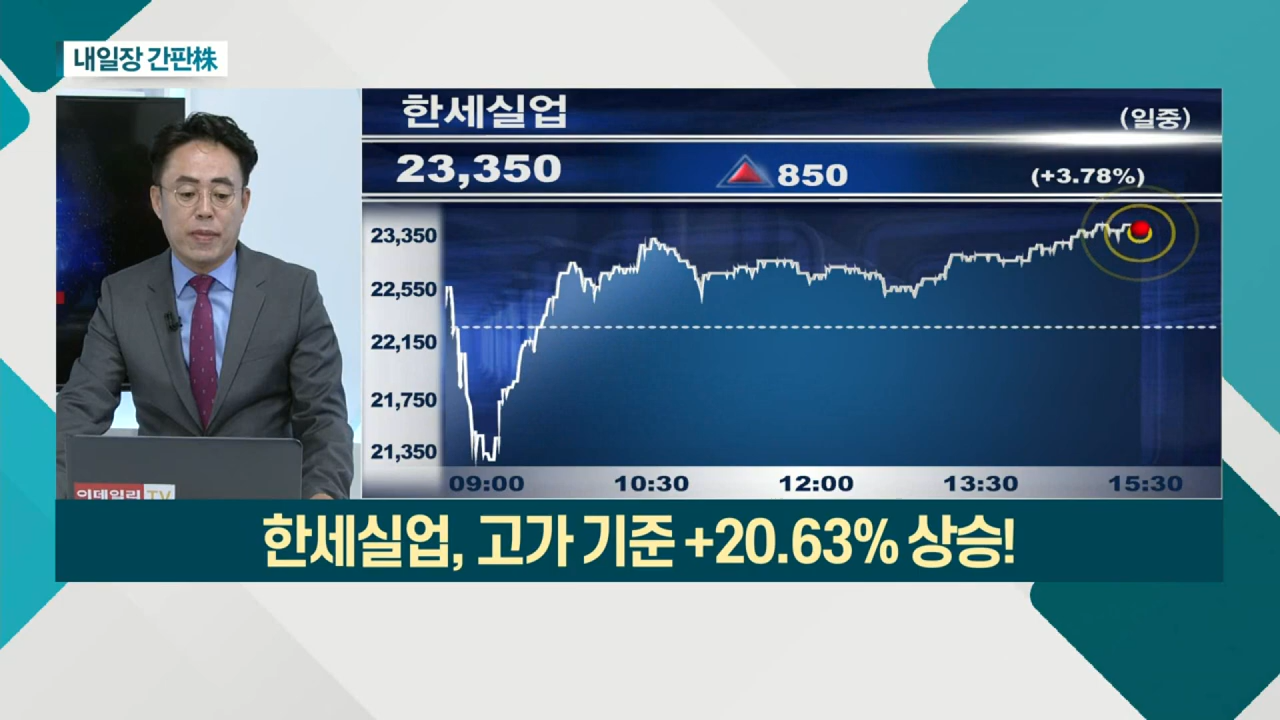 내일장 간판株
한세실업
(일중)
23,350
850
(+3.78%)
23,350
22,550
22,150
21,750
21,350
09:00
10:30
12:00
13:30
15:30
이데일리 TV
한세실업, 고가 기준 +20.63% 상승!